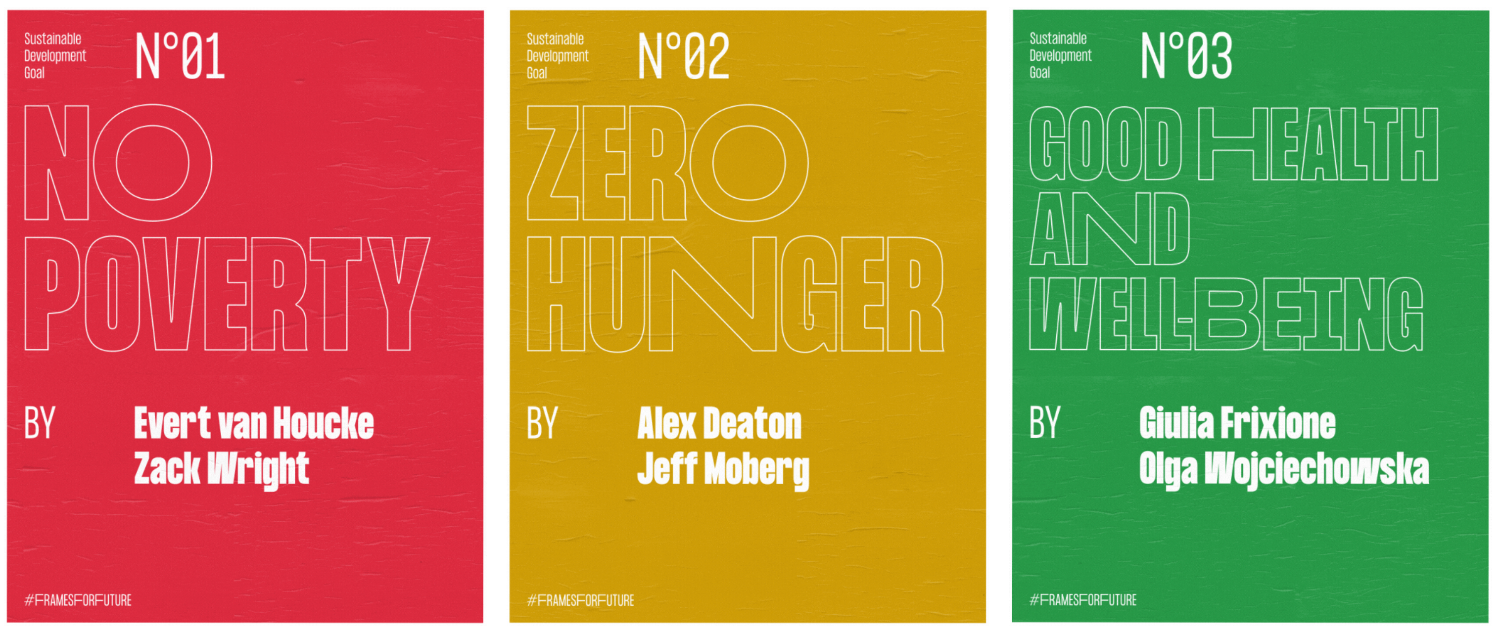 Sustainable
Development
Goal
N°01
NO
POVERTY
BY
Evert van Houcke
Zack Wright
#FRAMESFORFUTURE
Sustainable
Development
Goal
N°02
ZERO
HUNGER
BY
Alex Deaton
Jeff Moberg
#FRAMESFORFUTURE
Sustainable
Development
Goal
N°03
GOOD HEALTH
AND
WELL-BEING
BY
Giulia Frixione
Olga Wojciechowska
#FRAMESFORFUTURE